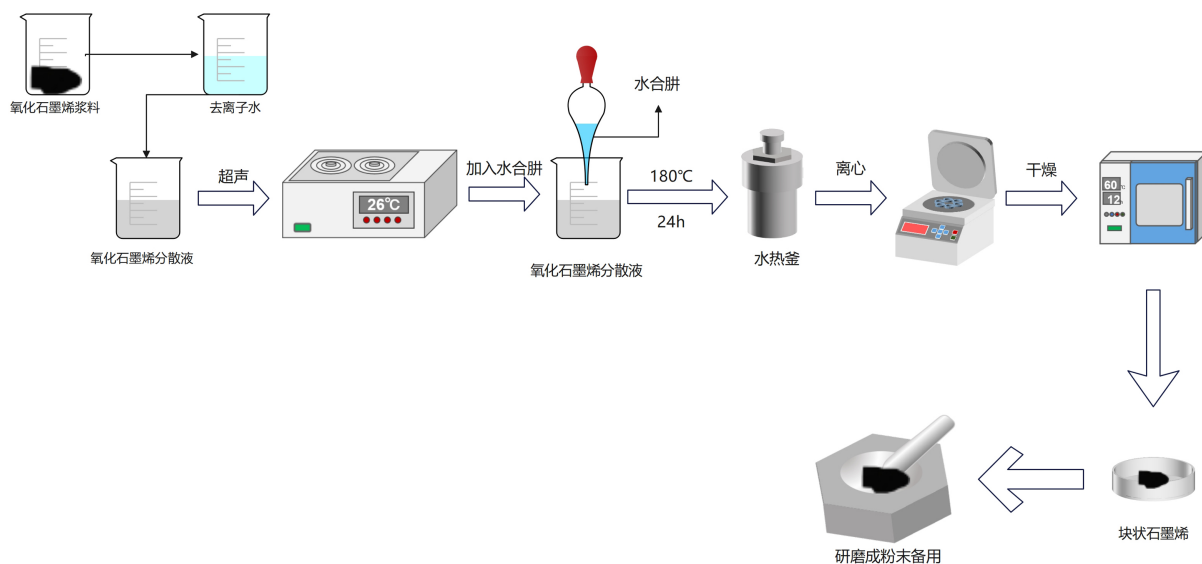 氧化石墨烯浆料
去离子水
氧化石墨烯分散液
超声
26℃
加入水合肼
水合肼
氧化石墨烯分散液
180℃
24h
水热釜
离心
干燥
60℃
12h
块状石墨烯
研磨成粉末备用